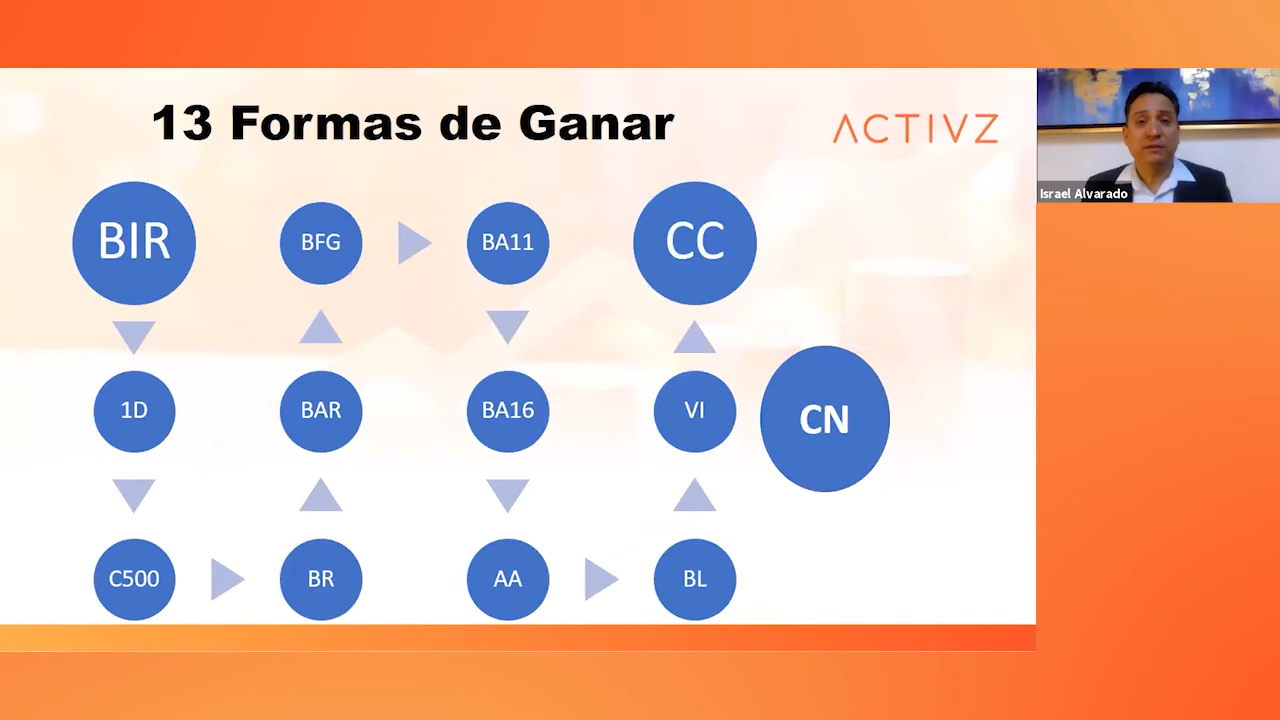 13 Formas de Ganar
ACTIVZ
Israel Alvarado
BIR
BFG
BA11
CC
1D
BAR
BA16
VI
CN
C500
BR
AA
BL